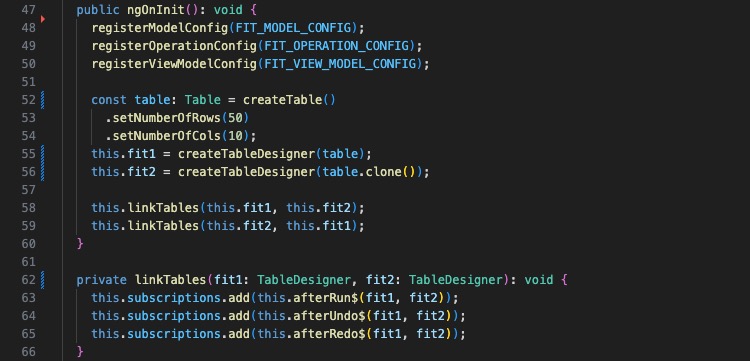 47 public ngOnInit(): void {
48 registerModelConfig(FIT_MODEL_CONFIG);
49 registerOperationConfig(FIT_OPERATION_CONFIG);
50 registerViewModelConfig(FIT_VIEW_MODEL_CONFIG);
51
52 const table: Table = createTable()
53 .setNumberOfRows(50)
54 .setNumberOfCols(10);
55 this.fit1 = createTableDesigner(table);
56 this.fit2 = createTableDesigner(table.clone());
57
58 this.linkTables(this.fit1, this.fit2);
59 this.linkTables(this.fit2, this.fit1);
60 }
61
62 private linkTables(fit1: TableDesigner, fit2: TableDesigner): void {
63 this.subscriptions.add(this.afterRun$(fit1, fit2));
64 this.subscriptions.add(this.afterUndo$(fit1, fit2));
65 this.subscriptions.add(this.afterRedo$(fit1, fit2));
66 }